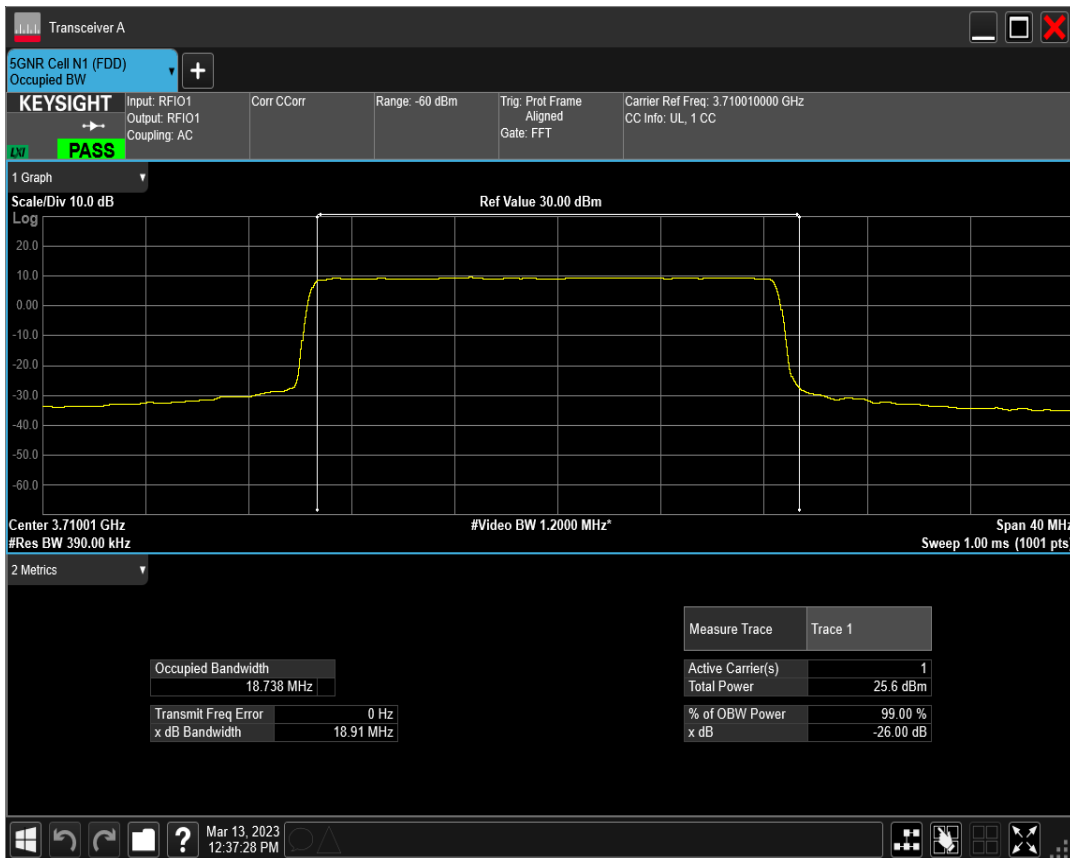 Transceiver A
5GNR Cell N1 (FDD)
Occupied BW
+
KEYSIGHT
LXI
PASS
Input: RFIO1
Output: RFIO1
Coupling: AC
Corr CCorr
Range: -60 dBm
Trig: Prot Frame
Aligned
Gate: FFT
Carrier Ref Freq: 3.710010000 GHz
CC Info: UL, 1 CC
1 Graph
Scale/Div 10.0 dB
Ref Value 30.00 dBm
Log
20.0
10.0
0.00
-10.0
-20.0
-30.0
-40.0
-50.0
-60.0
Center 3.71001 GHz
#Video BW 1.2000 MHz*
Span 40 MHz
#Res BW 390.00 kHz
Sweep 1.00 ms (1001 pts)
2 Metrics
Measure Trace Trace 1
Occupied Bandwidth
18.738 MHz
Active Carrier(s) 1
Total Power 25.6 dBm
Transmit Freq Error 0 Hz
x dB Bandwidth 18.91 MHz
% of OBW Power 99.00 %
x dB -26.00 dB
?
Mar 13, 2023
12:37:28 PM